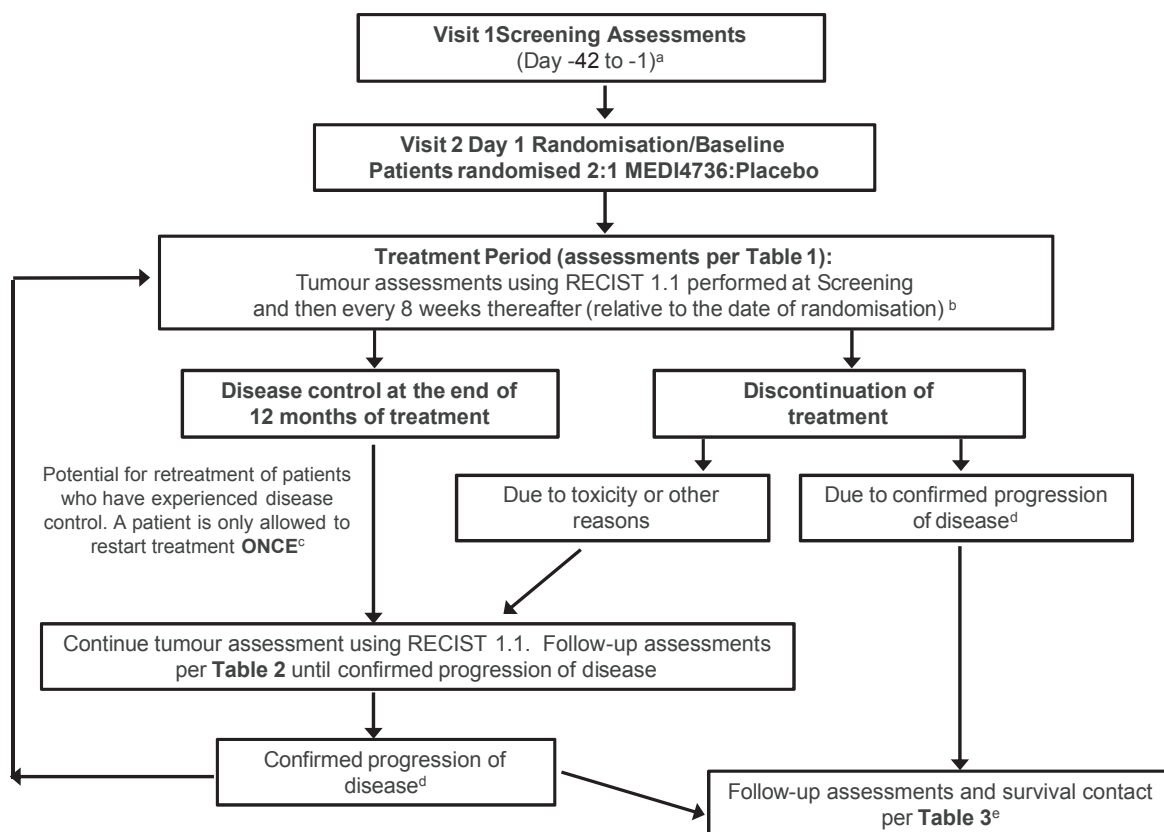 Visit 1Screening Assessments
(Day -42 to -1)ᵃ
Visit 2 Day 1 Randomisation/Baseline
Patients randomised 2:1 MEDI4736:Placebo
Treatment Period (assessments per Table 1):
Tumour assessments using RECIST 1.1 performed at Screening
and then every 8 weeks thereafter (relative to the date of randomisation) ᵇ
Disease control at the end of
12 months of treatment
Discontinuation of
treatment
Potential for retreatment of patients
who have experienced disease
control. A patient is only allowed to
restart treatment ONCEᶜ
Due to toxicity or other
reasons
Due to confirmed progression
of diseaseᵈ
Continue tumour assessment using RECIST 1.1. Follow-up assessments
per Table 2 until confirmed progression of disease
Confirmed progression of
diseaseᵈ
Follow-up assessments and survival contact
per Table 3ᵉ